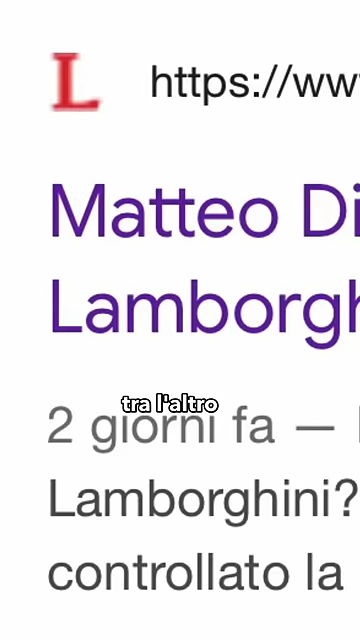 L
https://ww
Matteo Di
Lamborgh
tra l'altro
2 giorni fa —
Lamborghini?
controllato la